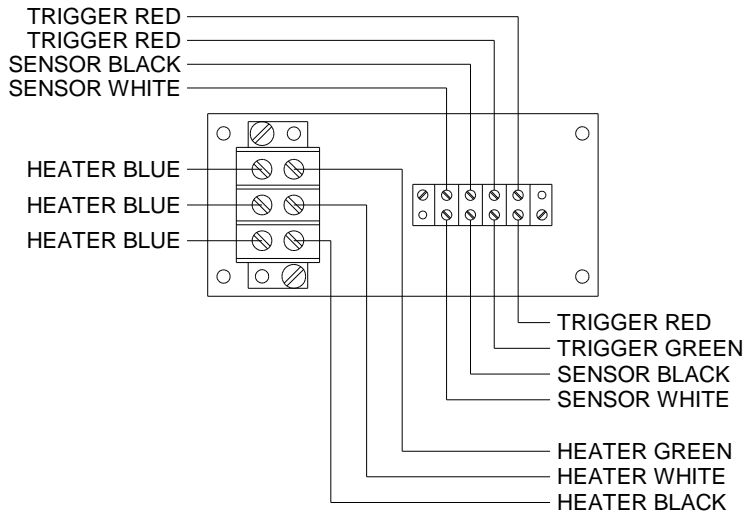 TRIGGER RED
TRIGGER RED
SENSOR BLACK
SENSOR WHITE
HEATER BLUE
HEATER BLUE
HEATER BLUE
TRIGGER RED
TRIGGER GREEN
SENSOR BLACK
SENSOR WHITE
HEATER GREEN
HEATER WHITE
HEATER BLACK